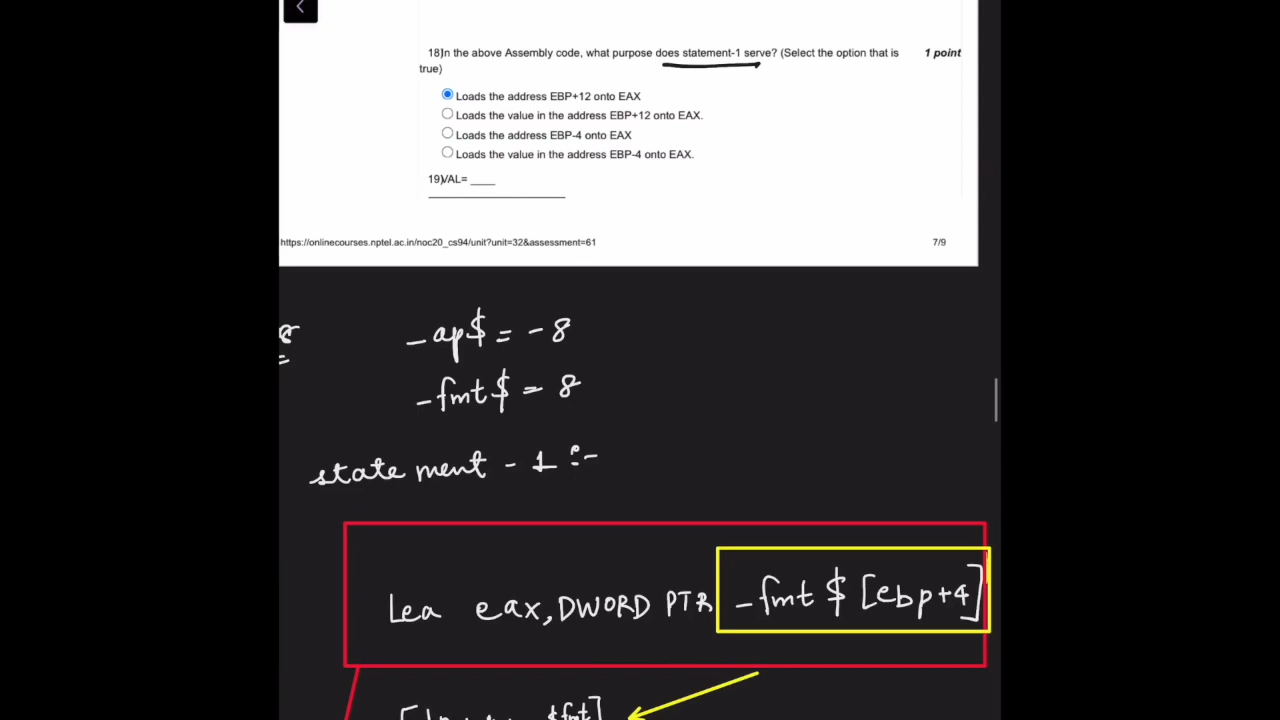 18)In the above Assembly code, what purpose does statement-1 serve? (Select the option that is 1 point
true)
Loads the address EBP+12 onto EAX
Loads the value in the address EBP+12 onto EAX.
Loads the address EBP-4 onto EAX
Loads the value in the address EBP-4 onto EAX.
19)VAL= ____
https://onlinecourses.nptel.ac.in/noc20_cs94/unit?unit=32&assessment=61 7/9
-ap$ = -8
-fmt$ = 8
statement - 1 :-
Lea eax, DWORD PTR -fmt $ [ebp+4]
$fmt]